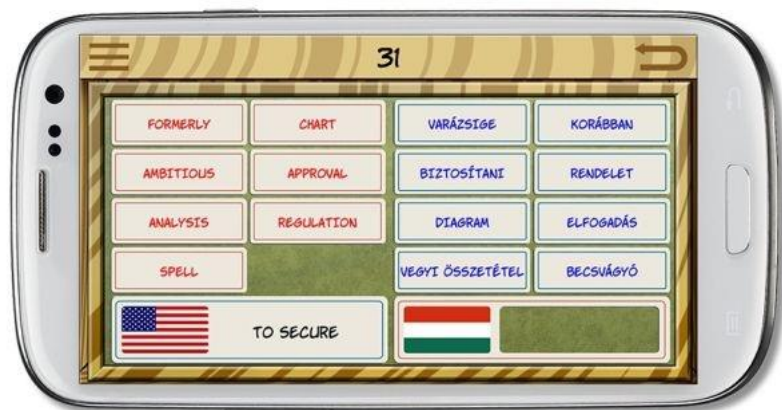 31
FORMERLY CHART VARÁZSIGE KORÁBBAN
AMBITIOUS APPROVAL BIZTOSÍTANI RENDELET
ANALYSIS REGULATION DIAGRAM ELFOGADÁS
SPELL VEGYI ÖSSZETÉTEL BECSVÁGYÓ
TO SECURE